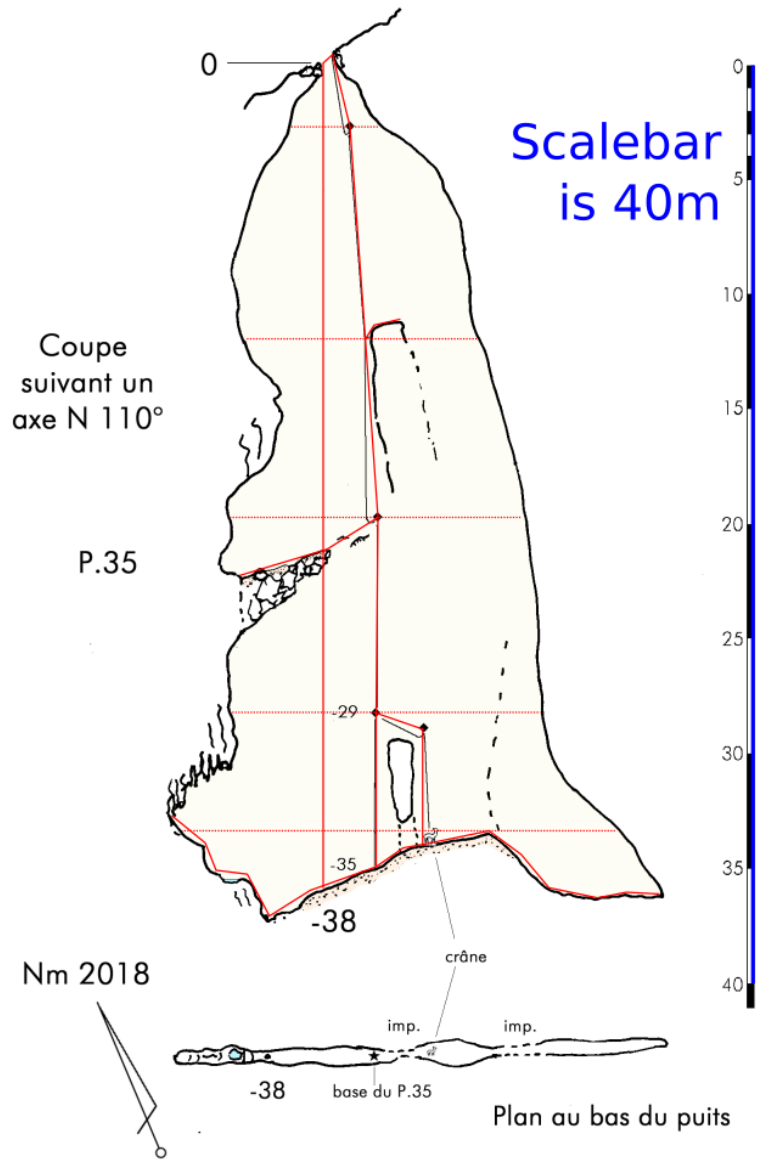 0
0
Scalebar
is 40m
5
10
Coupe
suivant un
axe N 110°
15
20
P.35
25
-29
30
-35
35
-38
crâne
Nm 2018
40
imp.
imp.
-38
base du P.35
Plan au bas du puits